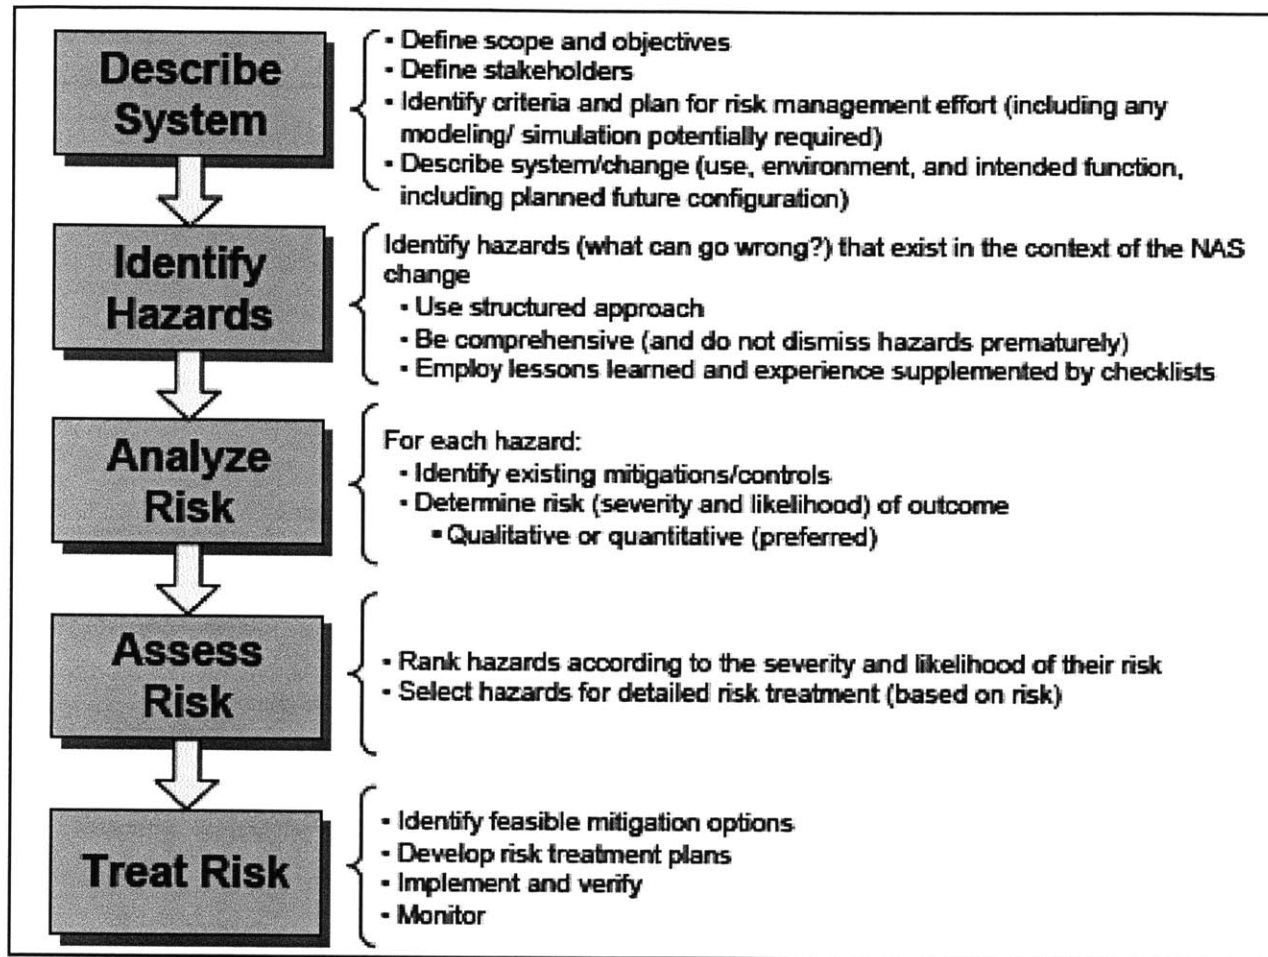 Describe
System
▪ Define scope and objectives
▪ Define stakeholders
▪ Identify criteria and plan for risk management effort (including any
modeling/ simulation potentially required)
▪ Describe system/change (use, environment, and intended function,
including planned future configuration)
Identify
Hazards
Identify hazards (what can go wrong?) that exist in the context of the NAS
change
▪ Use structured approach
▪ Be comprehensive (and do not dismiss hazards prematurely)
▪ Employ lessons learned and experience supplemented by checklists
Analyze
Risk
For each hazard:
▪ Identify existing mitigations/controls
▪ Determine risk (severity and likelihood) of outcome
▪ Qualitative or quantitative (preferred)
Assess
Risk
▪ Rank hazards according to the severity and likelihood of their risk
▪ Select hazards for detailed risk treatment (based on risk)
Treat Risk
▪ Identify feasible mitigation options
▪ Develop risk treatment plans
▪ Implement and verify
▪ Monitor